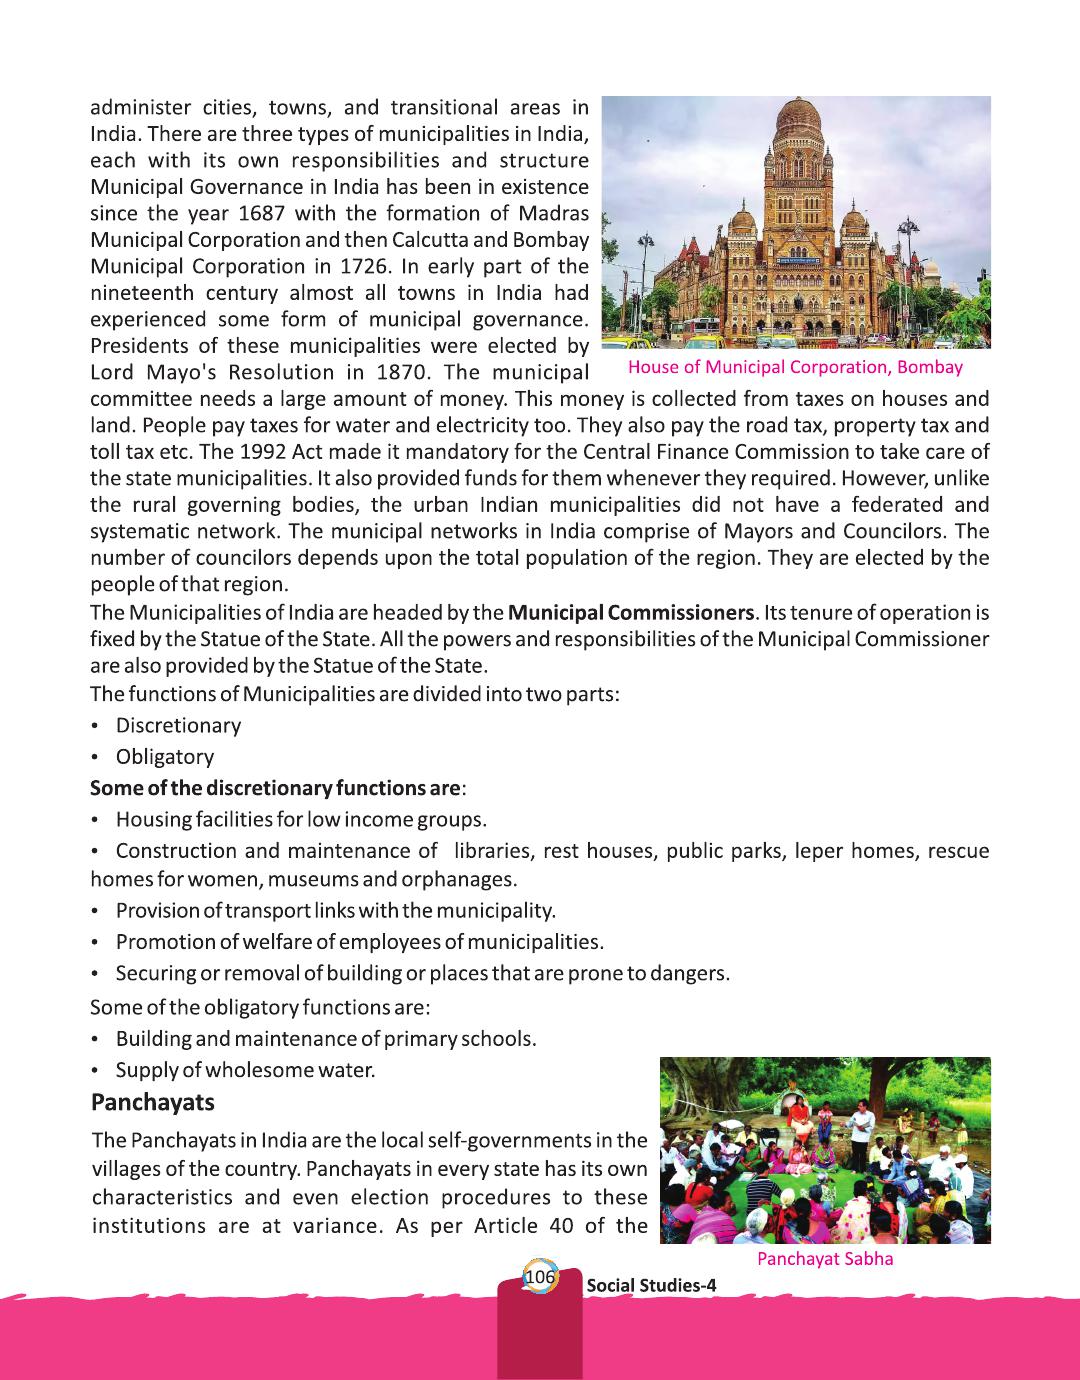 administer cities, towns, and transitional areas in
India. There are three types of municipalities in India,
each with its own responsibilities and structure
Municipal Governance in India has been in existence
since the year 1687 with the formation of Madras
Municipal Corporation and then Calcutta and Bombay
Municipal Corporation in 1726. In early part of the
nineteenth century almost all towns in India had
experienced some form of municipal governance.
Presidents of these municipalities were elected by
Lord Mayo's Resolution in 1870. The municipal
House of Municipal Corporation, Bombay
committee needs a large amount of money. This money is collected from taxes on houses and
land. People pay taxes for water and electricity too. They also pay the road tax, property tax and
toll tax etc. The 1992 Act made it mandatory for the Central Finance Commission to take care of
the state municipalities. It also provided funds for them whenever they required. However, unlike
the rural governing bodies, the urban Indian municipalities did not have a federated and
systematic network. The municipal networks in India comprise of Mayors and Councilors. The
number of councilors depends upon the total population of the region. They are elected by the
people of that region.
The Municipalities of India are headed by the Municipal Commissioners. Its tenure of operation is
fixed by the Statue of the State. All the powers and responsibilities of the Municipal Commissioner
are also provided by the Statue of the State.
The functions of Municipalities are divided into two parts:
• Discretionary
• Obligatory
Some of the discretionary functions are:
• Housing facilities for low income groups.
• Construction and maintenance of libraries, rest houses, public parks, leper homes, rescue
homes for women, museums and orphanages.
• Provision of transport links with the municipality.
• Promotion of welfare of employees of municipalities.
• Securing or removal of building or places that are prone to dangers.
Some of the obligatory functions are:
• Building and maintenance of primary schools.
• Supply of wholesome water.
Panchayats
The Panchayats in India are the local self-governments in the
villages of the country. Panchayats in every state has its own
characteristics and even election procedures to these
institutions are at variance. As per Article 40 of the
Panchayat Sabha
106
Social Studies-4